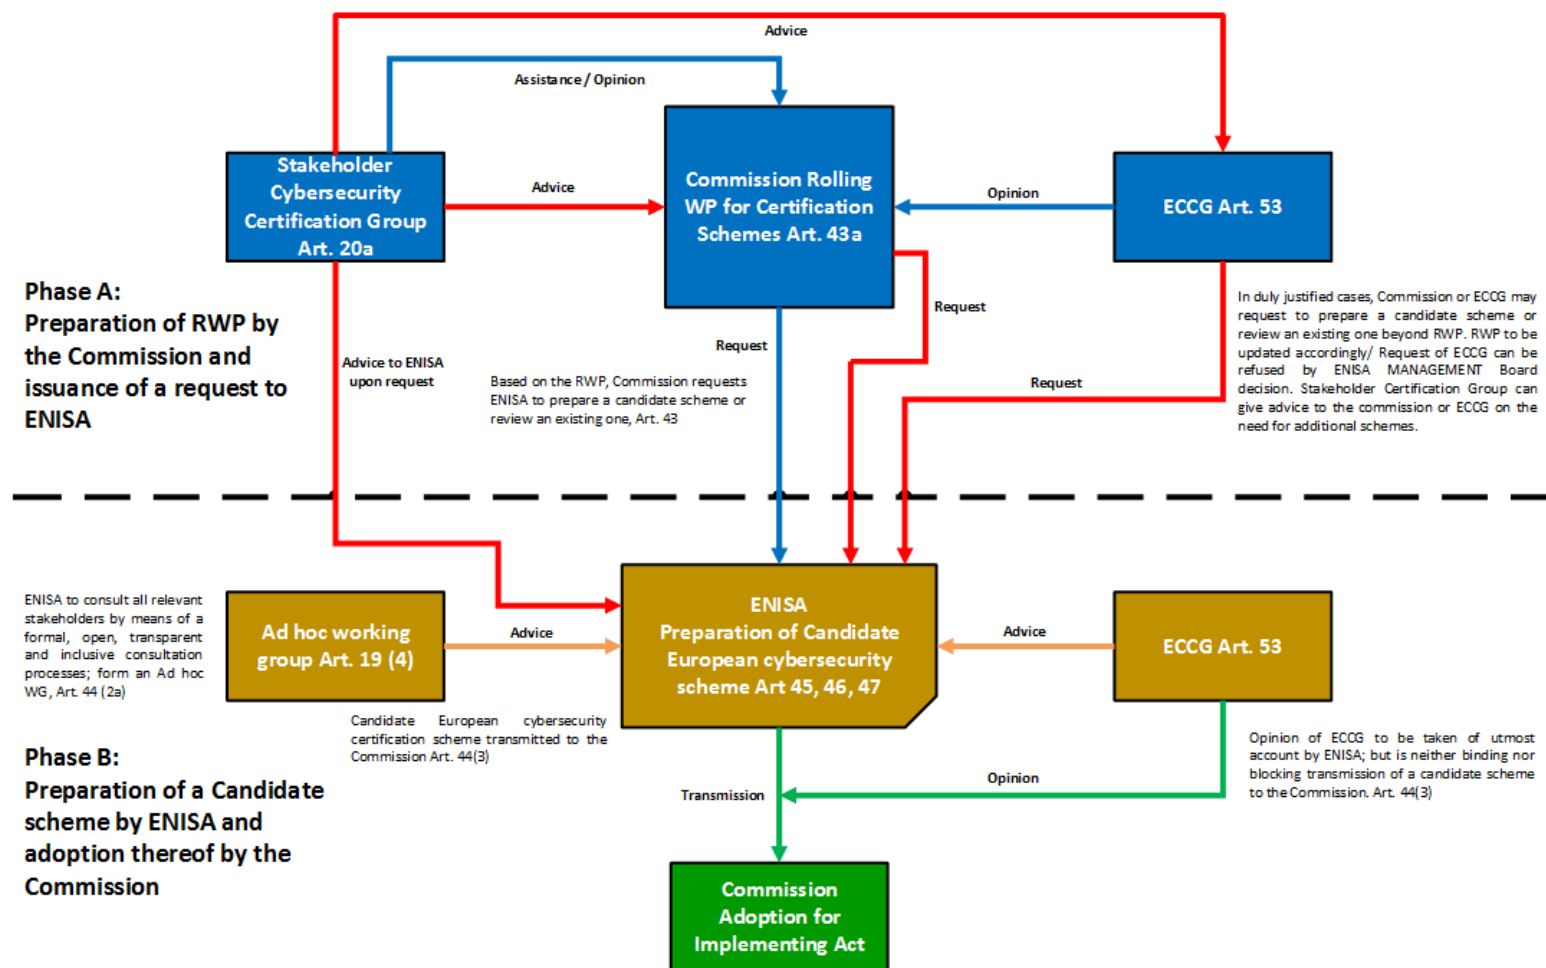 Advice
Assistance / Opinion
Stakeholder
Cybersecurity
Certification Group
Art. 20a
Advice
Commission Rolling
WP for Certification
Schemes Art. 43a
Opinion
ECCG Art. 53
Phase A:
Preparation of RWP by
the Commission and
issuance of a request to
ENISA
Advice to ENISA
upon request
Request
Based on the RWP, Commission requests
ENISA to prepare a candidate scheme or
review an existing one, Art. 43
Request
Request
In duly justified cases, Commission or ECCG may
request to prepare a candidate scheme or
review an existing one beyond RWP. RWP to be
updated accordingly/ Request of ECCG can be
refused by ENISA MANAGEMENT Board
decision. Stakeholder Certification Group can
give advice to the commission or ECCG on the
need for additional schemes.
ENISA to consult all relevant
stakeholders by means of a
formal, open, transparent
and inclusive consultation
processes; form an Ad hoc
WG, Art. 44 (2a)
Ad hoc working
group Art. 19 (4)
Advice
ENISA
Preparation of Candidate
European cybersecurity
scheme Art 45, 46, 47
Advice
ECCG Art. 53
Candidate European cybersecurity
certification scheme transmitted to the
Commission Art. 44(3)
Phase B:
Preparation of a Candidate
scheme by ENISA and
adoption thereof by the
Commission
Transmission
Opinion
Opinion of ECCG to be taken of utmost
account by ENISA; but is neither binding nor
blocking transmission of a candidate scheme
to the Commission. Art. 44(3)
Commission
Adoption for
Implementing Act